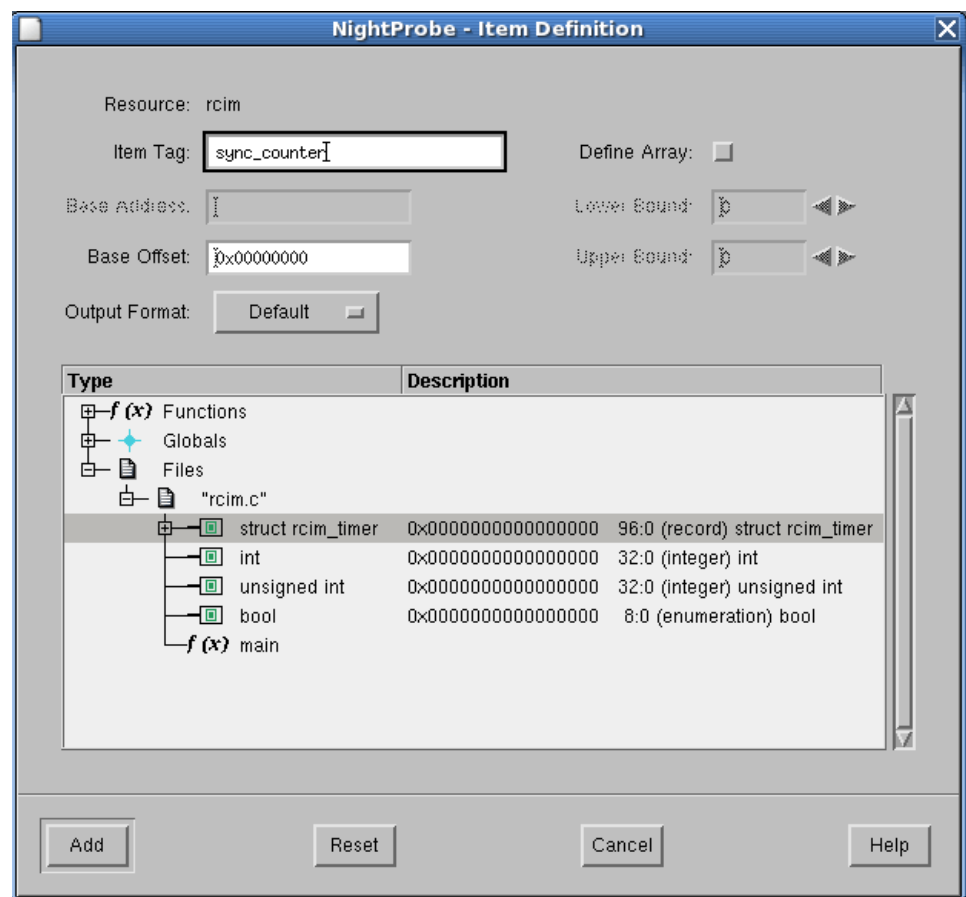 NightProbe - Item Definition
Resource: rcim
Item Tag: sync_counter Define Array:
Base Address: Lower Bound: 0
Base Offset: 0x00000000 Upper Bound: 0
Output Format: Default
Type Description
f (x) Functions
Globals
Files
"rcim.c"
struct rcim_timer 0x0000000000000000 96:0 (record) struct rcim_timer
int 0x0000000000000000 32:0 (integer) int
unsigned int 0x0000000000000000 32:0 (integer) unsigned int
bool 0x0000000000000000 8:0 (enumeration) bool
f (x) main
Add Reset Cancel Help